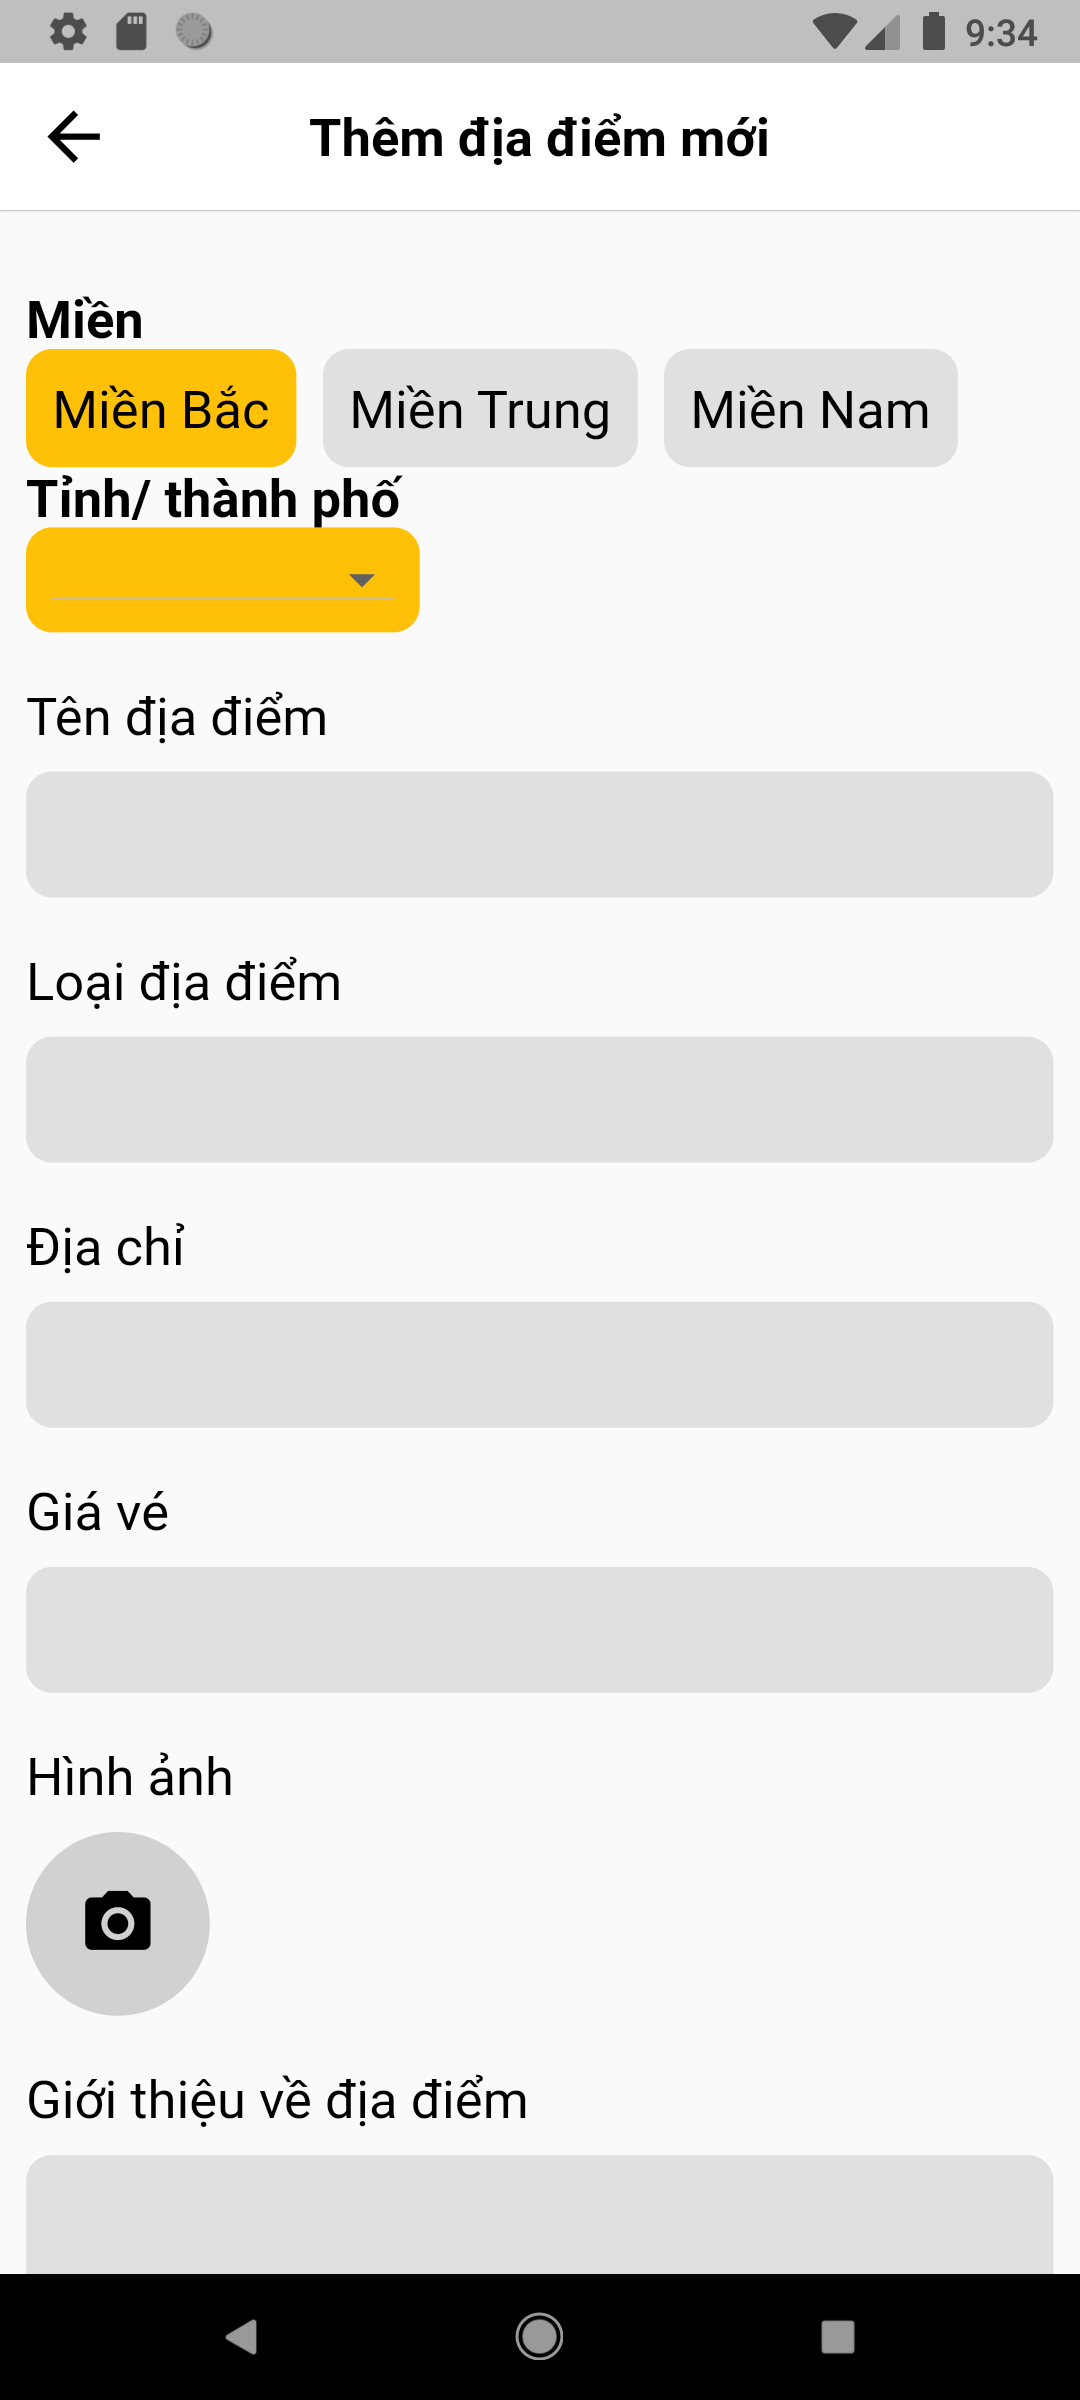 9:34
Thêm địa điểm mới
Miền
Miền Bắc Miền Trung Miền Nam
Tỉnh/ thành phố
Tên địa điểm
Loại địa điểm
Địa chỉ
Giá vé
Hình ảnh
Giới thiệu về địa điểm